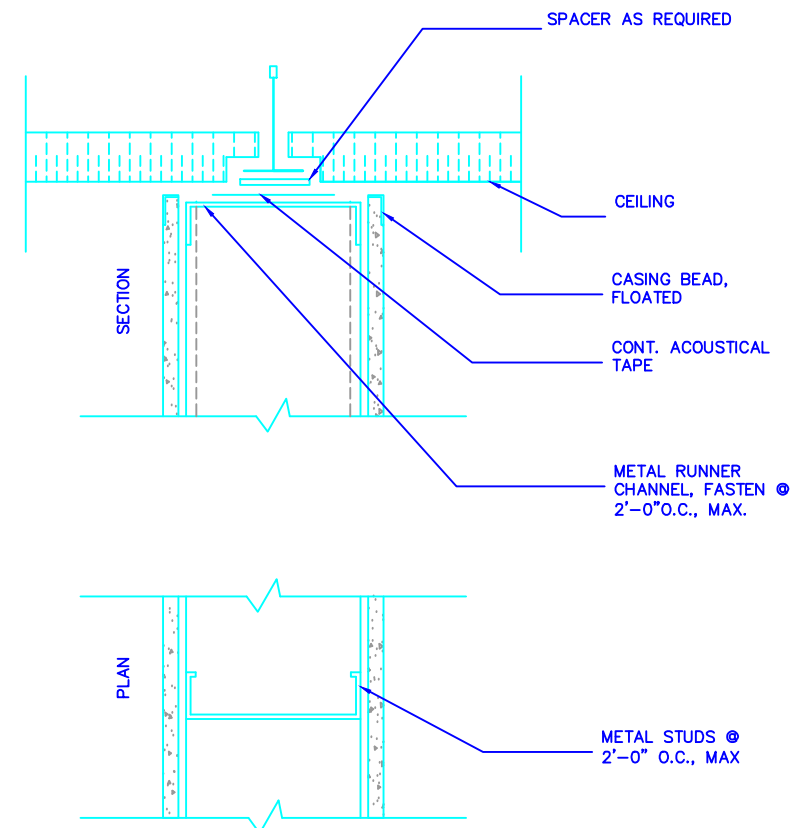 SPACER AS REQUIRED
CEILING
SECTION
CASING BEAD,
FLOATED
CONT. ACOUSTICAL
TAPE
METAL RUNNER
CHANNEL, FASTEN @
2'-0"O.C., MAX.
PLAN
METAL STUDS @
2'-0" O.C., MAX